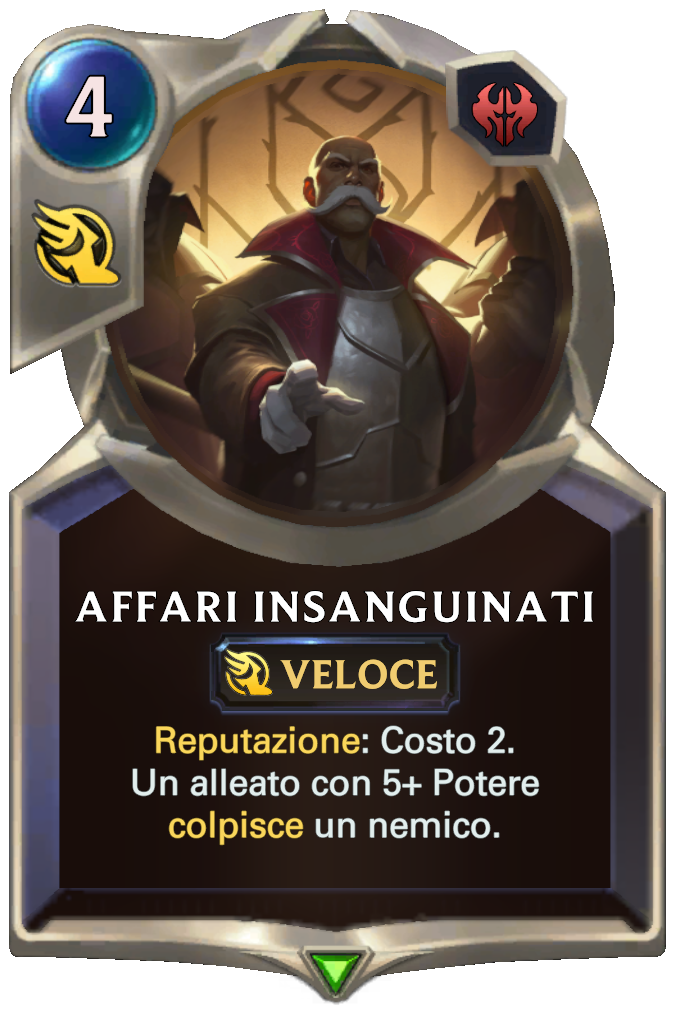 4
AFFARI INSANGUINATI
VELOCE
Reputazione: Costo 2.
Un alleato con 5+ Potere
colpisce un nemico.